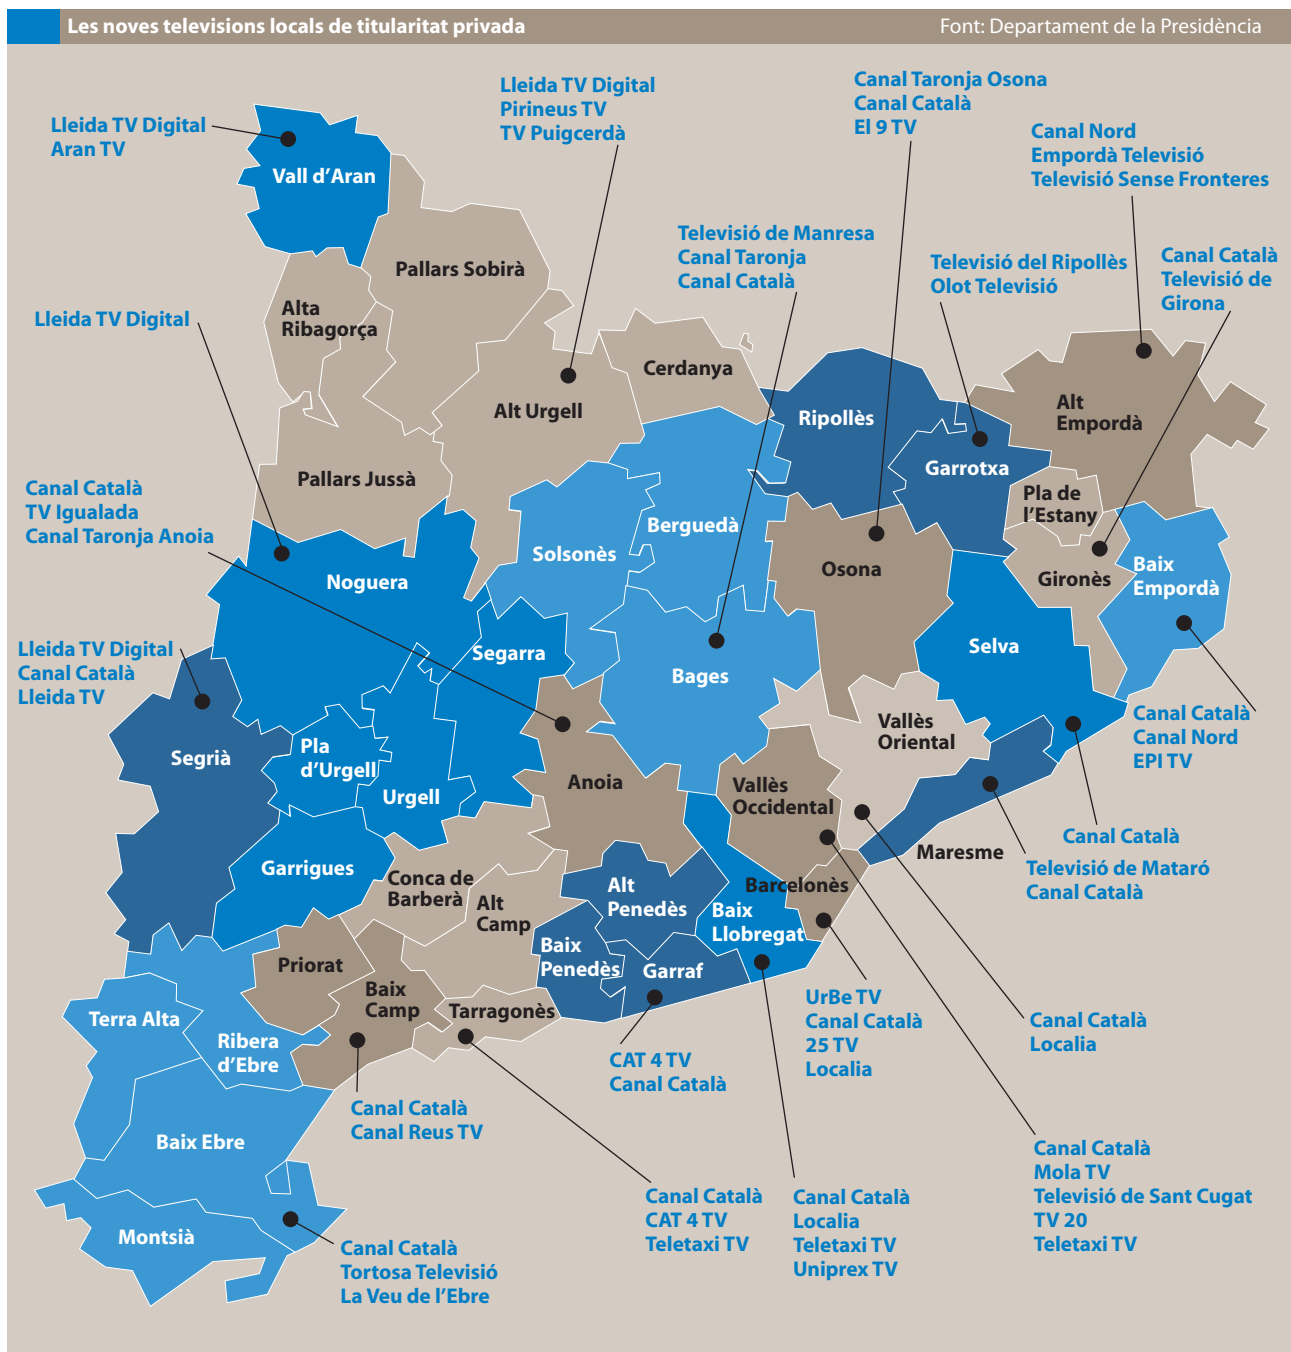 Les noves televisions locals de titularitat privada
Font: Departament de la Presidència
Lleida TV Digital
Aran TV
Lleida TV Digital
Pirineus TV
TV Puigcerdà
Canal Taronja Osona
Canal Català
El 9 TV
Canal Nord
Empordà Televisió
Televisió Sense Fronteres
Televisió de Manresa
Canal Taronja
Canal Català
Televisió del Ripollès
Olot Televisió
Canal Català
Televisió de
Girona
Lleida TV Digital
Canal Català
TV Igualada
Canal Taronja Anoia
Lleida TV Digital
Canal Català
Lleida TV
Vall d’Aran
Pallars Sobirà
Alta
Ribagorça
Cerdanya
Alt Urgell
Ripollès
Alt
Empordà
Garrotxa
Pallars Jussà
Pla de
l’Estany
Berguedà
Solsonès
Osona
Gironès
Baix
Empordà
Noguera
Segarra
Selva
Bages
Vallès
Oriental
Segrià
Pla
d’Urgell
Urgell
Anoia
Vallès
Occidental
Maresme
Garrigues
Conca de
Barberà
Alt
Camp
Alt
Penedès
Barcelonès
Baix
Llobregat
Baix
Penedès
Garraf
Priorat
Baix
Camp
Tarragonès
Terra Alta
Ribera
d’Ebre
Baix Ebre
Montsià
Canal Català
Canal Nord
EPI TV
Canal Català
Televisió de Mataró
Canal Català
UrBe TV
Canal Català
25 TV
Localia
Canal Català
Localia
CAT 4 TV
Canal Català
Canal Català
Canal Reus TV
Canal Català
Mola TV
Televisió de Sant Cugat
TV 20
Teletaxi TV
Canal Català
CAT 4 TV
Teletaxi TV
Canal Català
Localia
Teletaxi TV
Uniprex TV
Canal Català
Tortosa Televisió
La Veu de l’Ebre